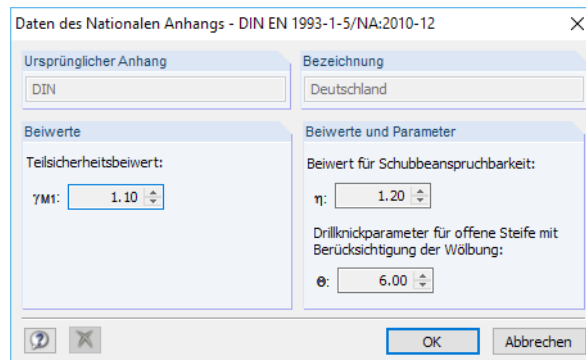 Daten des Nationalen Anhangs - DIN EN 1993-1-5/NA:2010-12
Ursprünglicher Anhang
DIN
Bezeichnung
Deutschland
Beiwerte
Teilsicherheitsbeiwert:
γM1: 1.10
Beiwerte und Parameter
Beiwert für Schubbeanspruchbarkeit:
η: 1.20
Drillknickparameter für offene Steife mit
Berücksichtigung der Wölbung:
Θ: 6.00
OK
Abbrechen